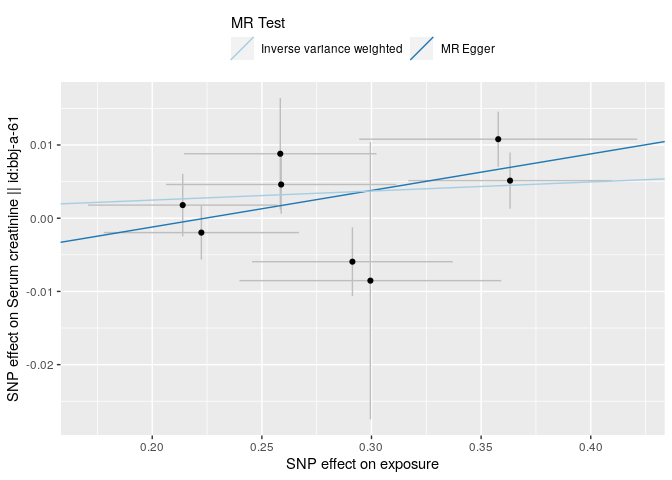 MR Test
Inverse variance weighted
MR Egger
SNP effect on Serum creatinine || id:bbj-a-61
0.01
0.00
-0.01
-0.02
0.20 0.25 0.30 0.35 0.40
SNP effect on exposure